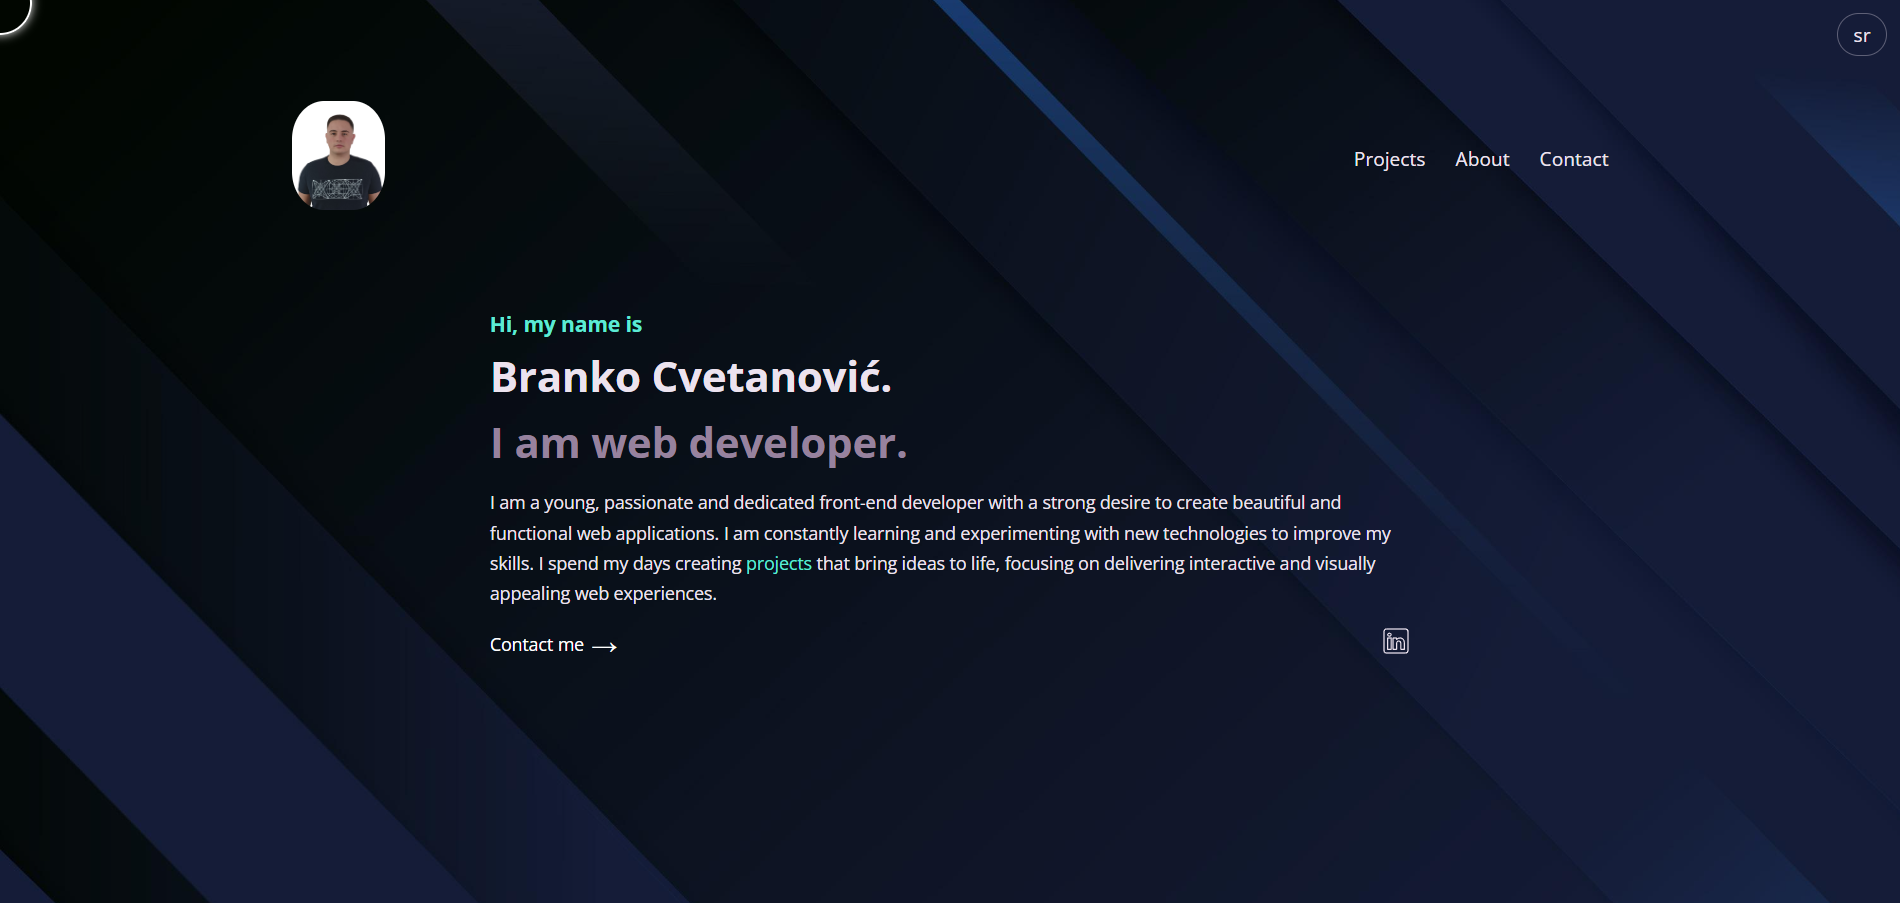 sr
Projects About Contact
Hi, my name is
Branko Cvetanović.
I am web developer.
I am a young, passionate and dedicated front-end developer with a strong desire to create beautiful and
functional web applications. I am constantly learning and experimenting with new technologies to improve my
skills. I spend my days creating projects that bring ideas to life, focusing on delivering interactive and visually
appealing web experiences.
Contact me →
in